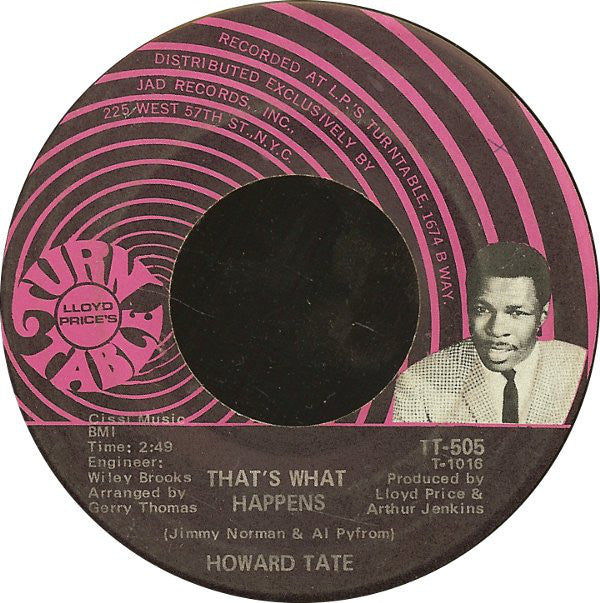 RECORDED AT L.P.'S TURNTABLE, 1674 B'WAY.
DISTRIBUTED EXCLUSIVELY BY
JAD RECORDS, INC.,
225 WEST 57TH ST., N.Y.C.
TURN
LLOYD
PRICE'S
TABLE
Cissi Music
BMI
Time: 2:49
Engineer:
Wiley Brooks
Arranged by
Gerry Thomas
THAT'S WHAT
HAPPENS
TT-505
T-1016
Produced by
Lloyd Price &
Arthur Jenkins
(Jimmy Norman & Al Pyfrom)
HOWARD TATE